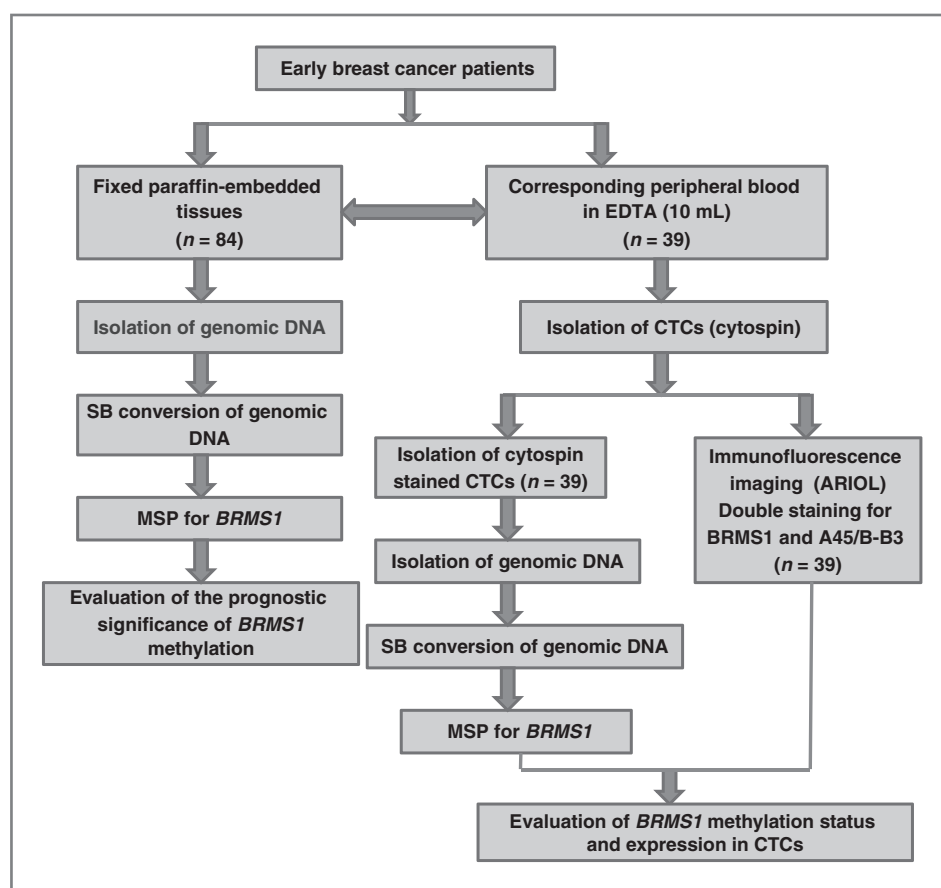 Early breast cancer patients
Fixed paraffin-embedded
tissues
(n = 84)
Corresponding peripheral blood
in EDTA (10 mL)
(n = 39)
Isolation of genomic DNA
SB conversion of genomic
DNA
MSP for BRMS1
Evaluation of the prognostic
significance of BRMS1
methylation
Isolation of CTCs (cytospin)
Isolation of cytospin
stained CTCs (n = 39)
Isolation of genomic DNA
SB conversion of genomic DNA
MSP for BRMS1
Immunofluorescence
imaging (ARIOL)
Double staining for
BRMS1 and A45/B-B3
(n = 39)
Evaluation of BRMS1 methylation status
and expression in CTCs